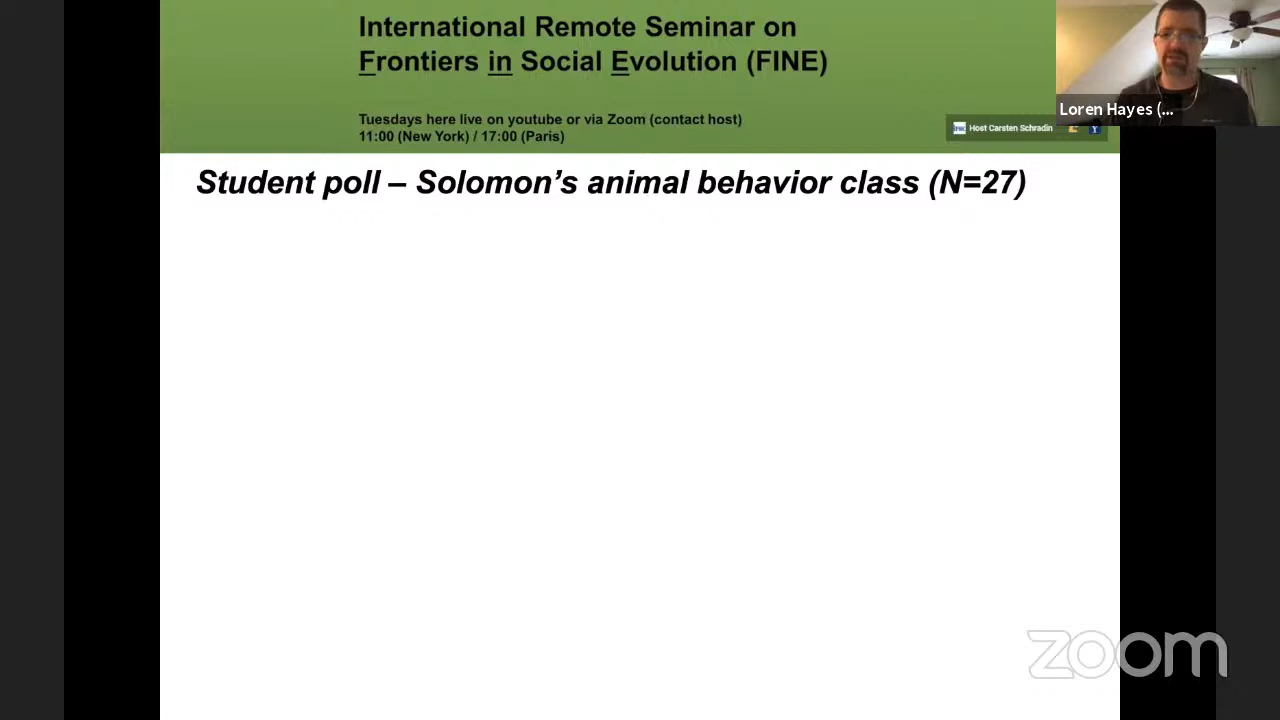 International Remote Seminar on
Frontiers in Social Evolution (FINE)
Tuesdays here live on youtube or via Zoom (contact host)
11:00 (New York) / 17:00 (Paris)
Host Carsten Schradin
Loren Hayes (...
Student poll – Solomon's animal behavior class (N=27)
zoom